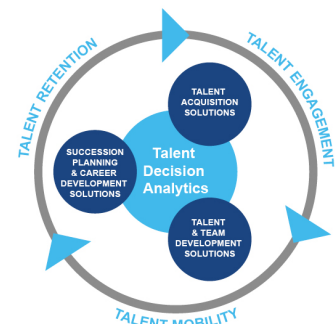 TALENT RETENTION
TALENT ENGAGEMENT
TALENT
ACQUISITION
SOLUTIONS
SUCCESSION
PLANNING
& CAREER
DEVELOPMENT
SOLUTIONS
Talent
Decision
Analytics
TALENT
& TEAM
DEVELOPMENT
SOLUTIONS
TALENT MOBILITY